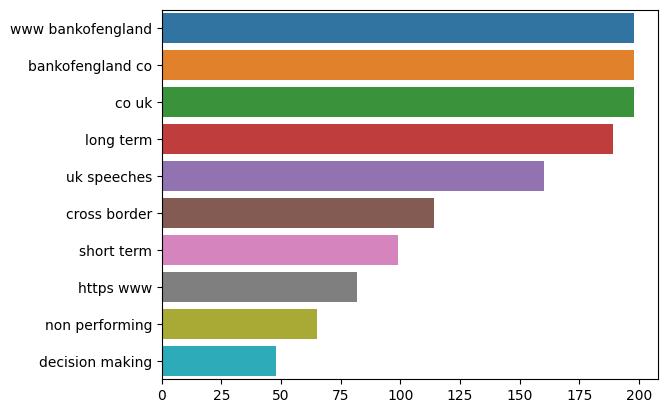 www bankofengland
bankofengland co
co uk
long term
uk speeches
cross border
short term
https www
non performing
decision making
0 25 50 75 100 125 150 175 200